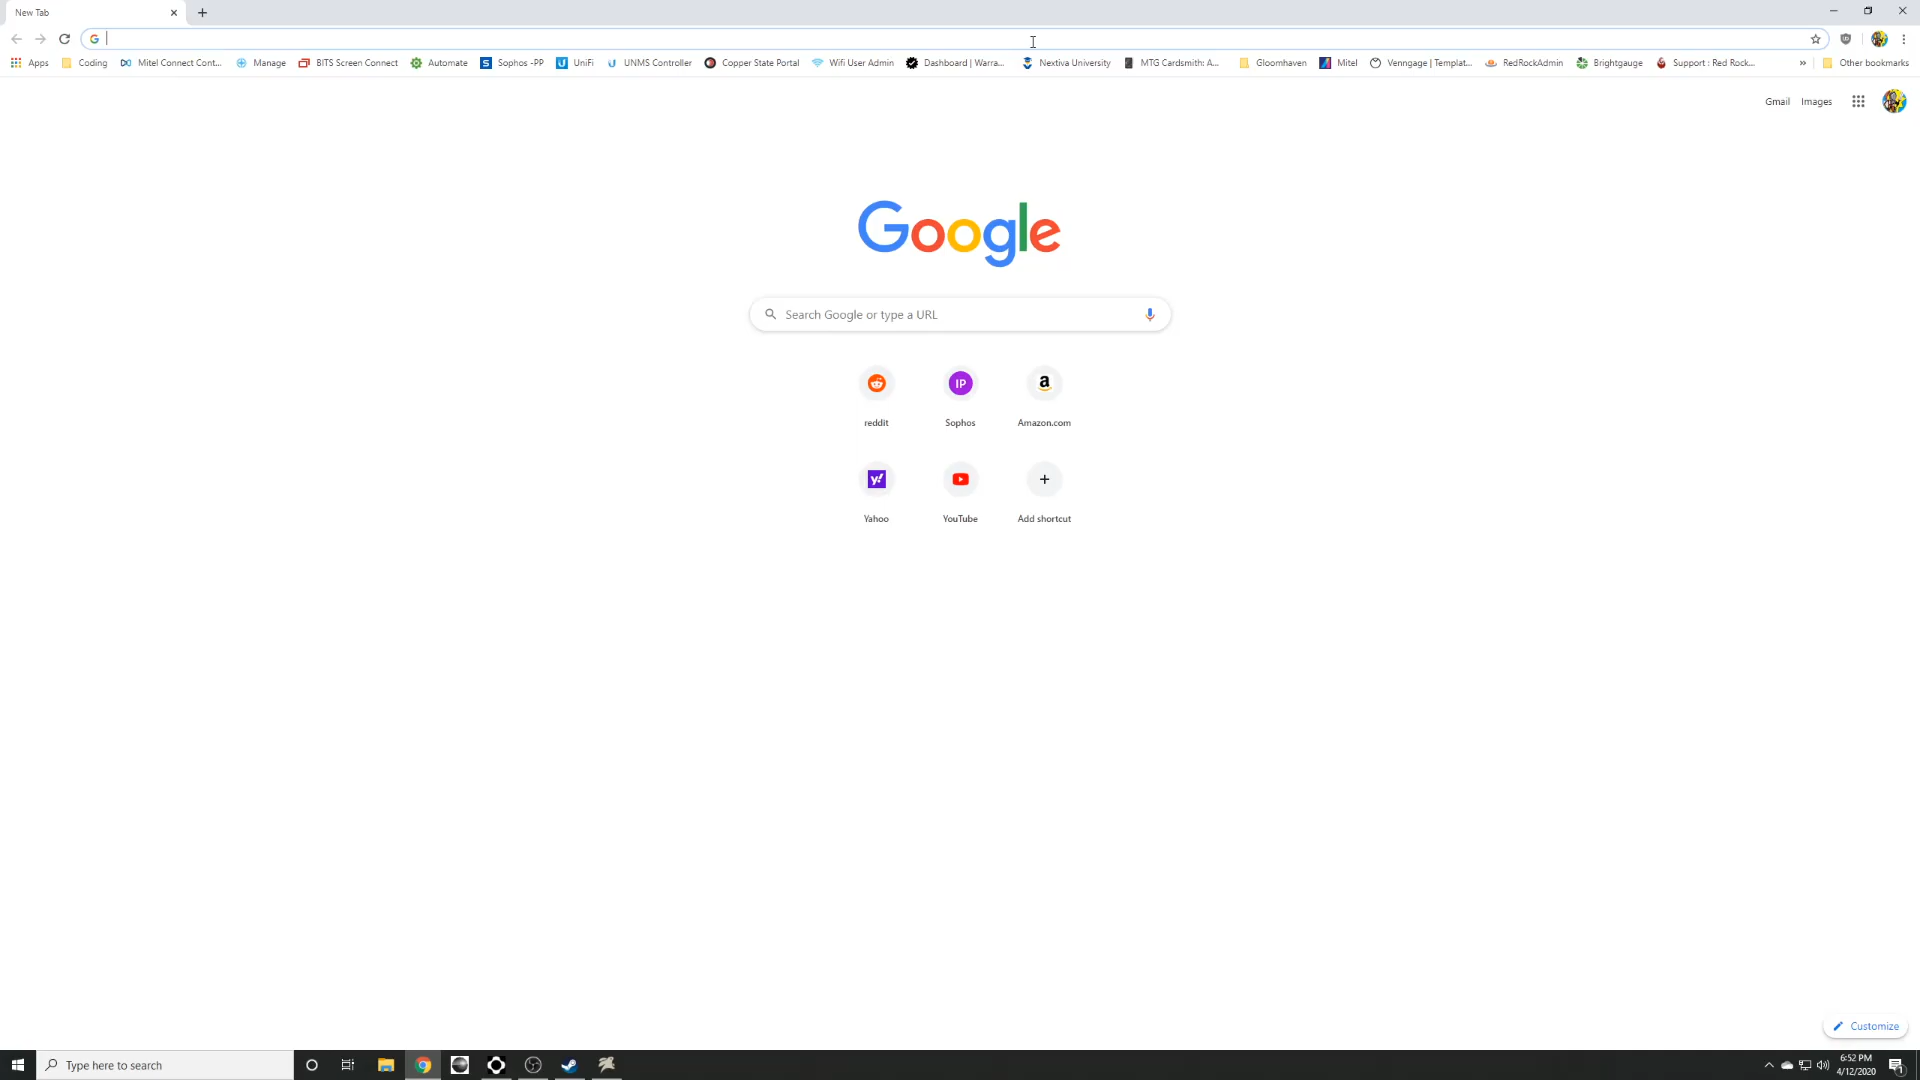 New Tab
Apps Coding Mitel Connect Cont... Manage BITS Screen Connect Automate Sophos -PP UniFi UNMS Controller Copper State Portal Wifi User Admin Dashboard | Warra... Nextiva University MTG Cardsmith: A... Gloomhaven Mitel Venngage | Templat... RedRockAdmin Brightgauge Support : Red Rock... » Other bookmarks
Gmail Images
Google
Search Google or type a URL
IP a
reddit Sophos Amazon.com
y!
Yahoo YouTube Add shortcut
Customize
Type here to search
6:52 PM
4/12/2020
1